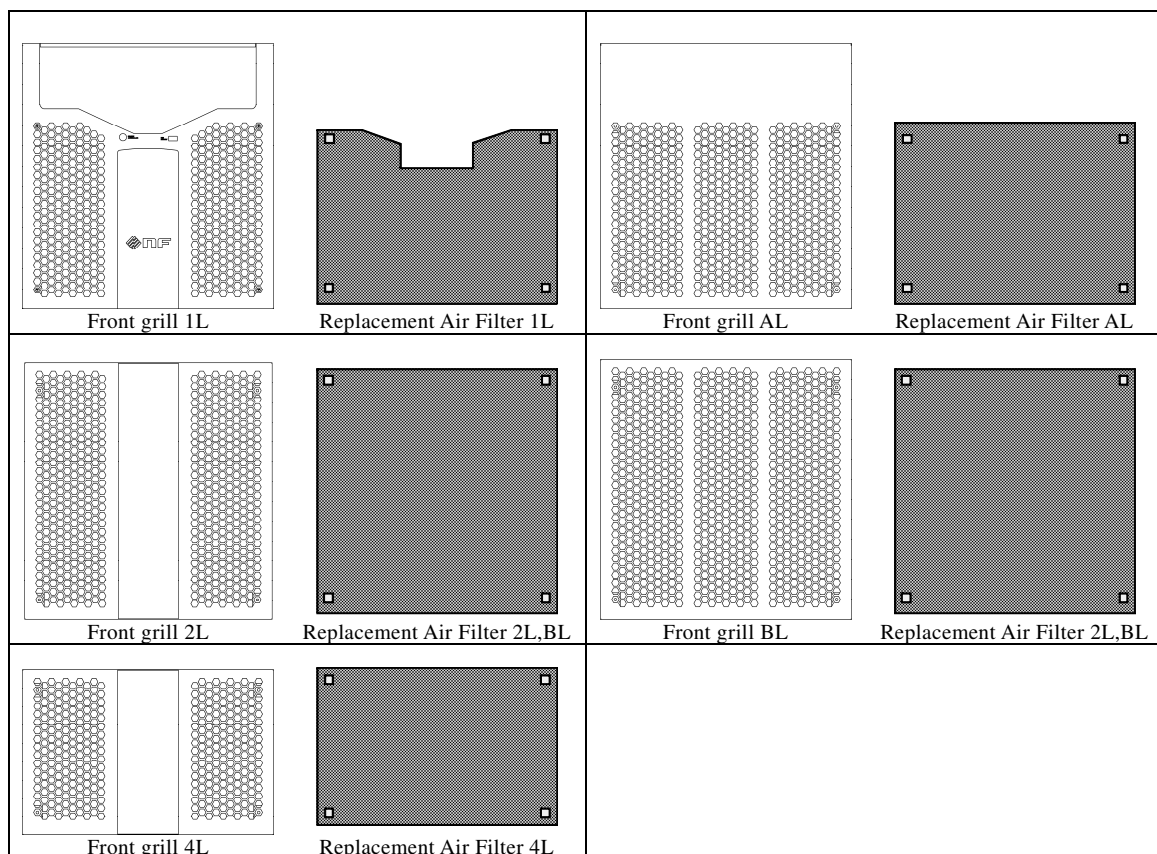 NF
Front grill 1L
Replacement Air Filter 1L
Front grill AL
Replacement Air Filter AL
Front grill 2L
Replacement Air Filter 2L,BL
Front grill BL
Replacement Air Filter 2L,BL
Front grill 4L
Replacement Air Filter 4L